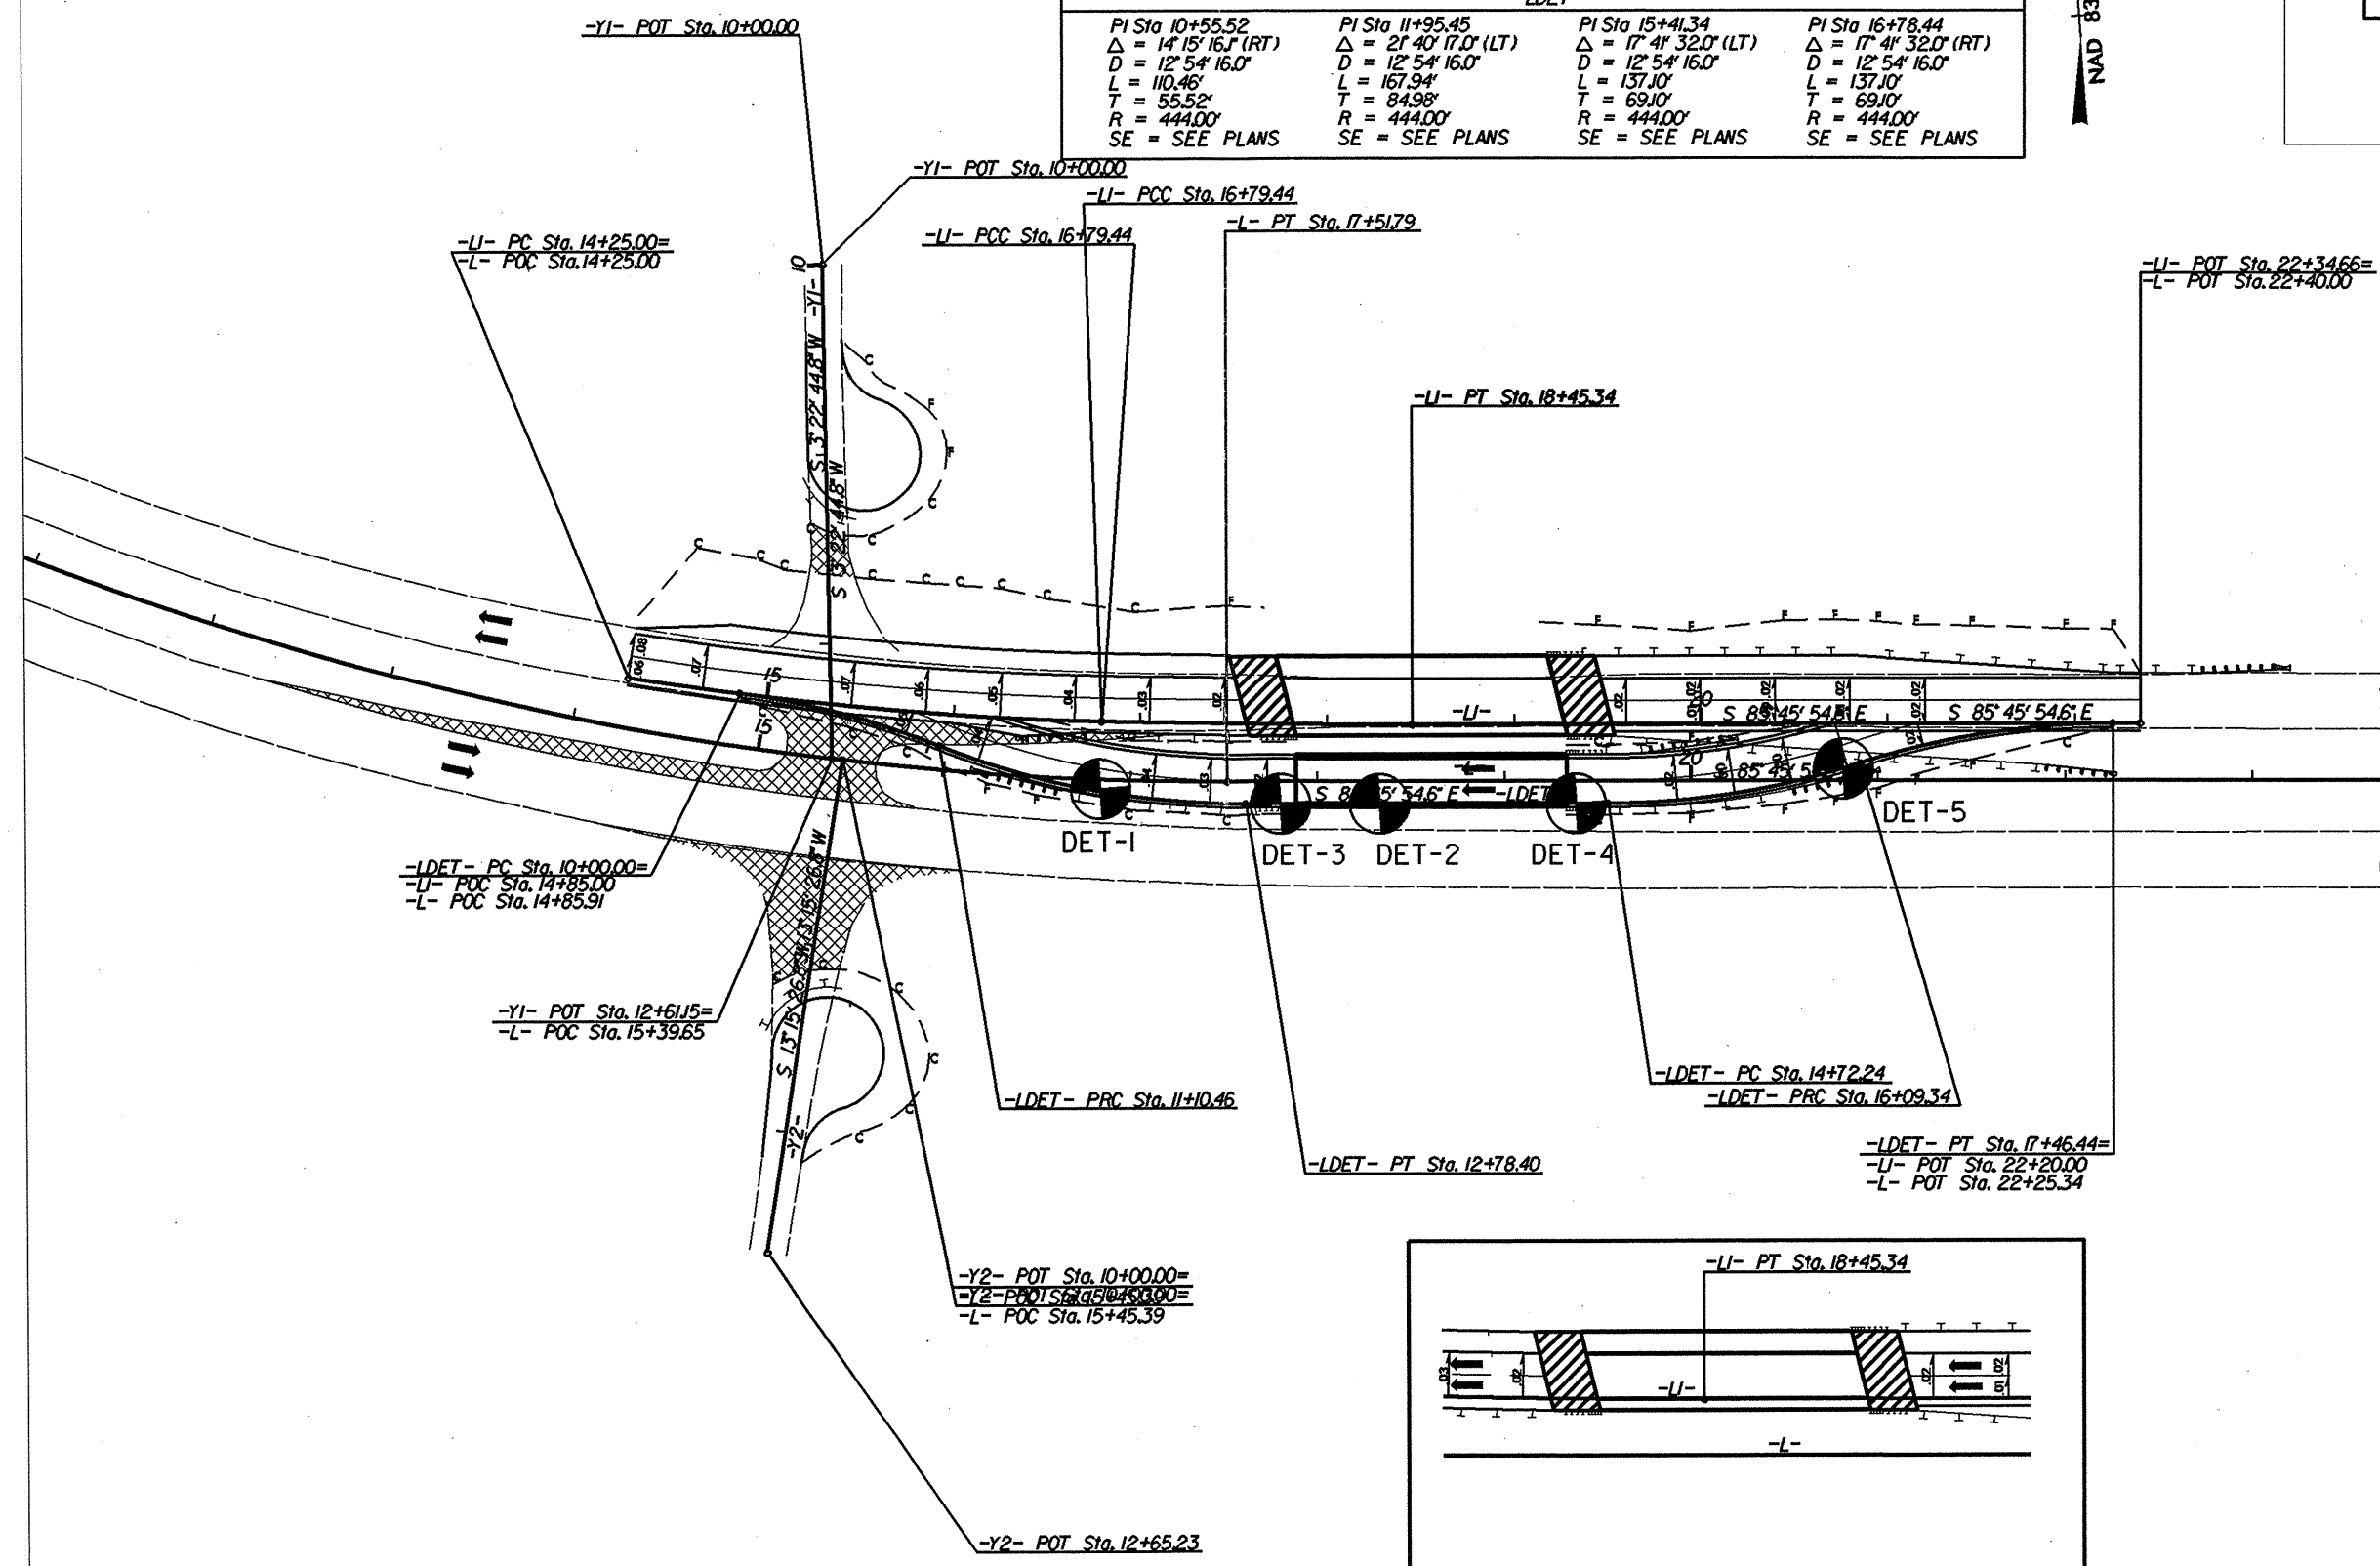 LDET
PI Sta 10+55.52
Δ = 14° 15' 16.1" (RT)
D = 12° 54' 16.0"
L = 110.46'
T = 55.52'
R = 444.00'
SE = SEE PLANS
PI Sta 11+95.45
Δ = 21° 40' 17.0" (LT)
D = 12° 54' 16.0"
L = 167.94'
T = 84.98'
R = 444.00'
SE = SEE PLANS
PI Sta 15+41.34
Δ = 17° 41' 32.0" (LT)
D = 12° 54' 16.0"
L = 137.10'
T = 69.10'
R = 444.00'
SE = SEE PLANS
PI Sta 16+78.44
Δ = 17° 41' 32.0" (RT)
D = 12° 54' 16.0"
L = 137.10'
T = 69.10'
R = 444.00'
SE = SEE PLANS
NAD 83
-Y1- POT Sta. 10+00.00
-Y1- POT Sta. 10+00.00
-L1- PCC Sta. 16+79.44
-L- PT Sta. 17+51.79
-L1- PCC Sta. 16+79.44
-L1- PC Sta. 14+25.00=
-L- POC Sta. 14+25.00
-L1- POT Sta. 22+34.66=
-L- POT Sta. 22+40.00
-L1- PT Sta. 18+45.34
10
-Y1-
S 3° 22' 44.8" W
S 3° 22' 44.8" W
15
15
-L1-
S 85° 45' 54.6" E
S 85° 45' 54.6" E
20
-LDET
DET-1
DET-3
DET-2
DET-4
DET-5
-LDET- PC Sta. 10+00.00=
-L1- POC Sta. 14+85.00
-L- POC Sta. 14+85.91
S 13° 15' 26.8" W
-Y1- POT Sta. 12+61.15=
-L- POC Sta. 15+39.65
-Y2-
-LDET- PRC Sta. 11+10.46
-LDET- PC Sta. 14+72.24
-LDET- PRC Sta. 16+09.34
-LDET- PT Sta. 12+78.40
-LDET- PT Sta. 17+46.44=
-L1- POT Sta. 22+20.00
-L- POT Sta. 22+25.34
-Y2- POT Sta. 10+00.00=
-L- POC Sta. 15+45.39
-Y2- POT Sta. 12+65.23
-L1- PT Sta. 18+45.34
.03
.02
-L1-
.02
.02
.01
-L-